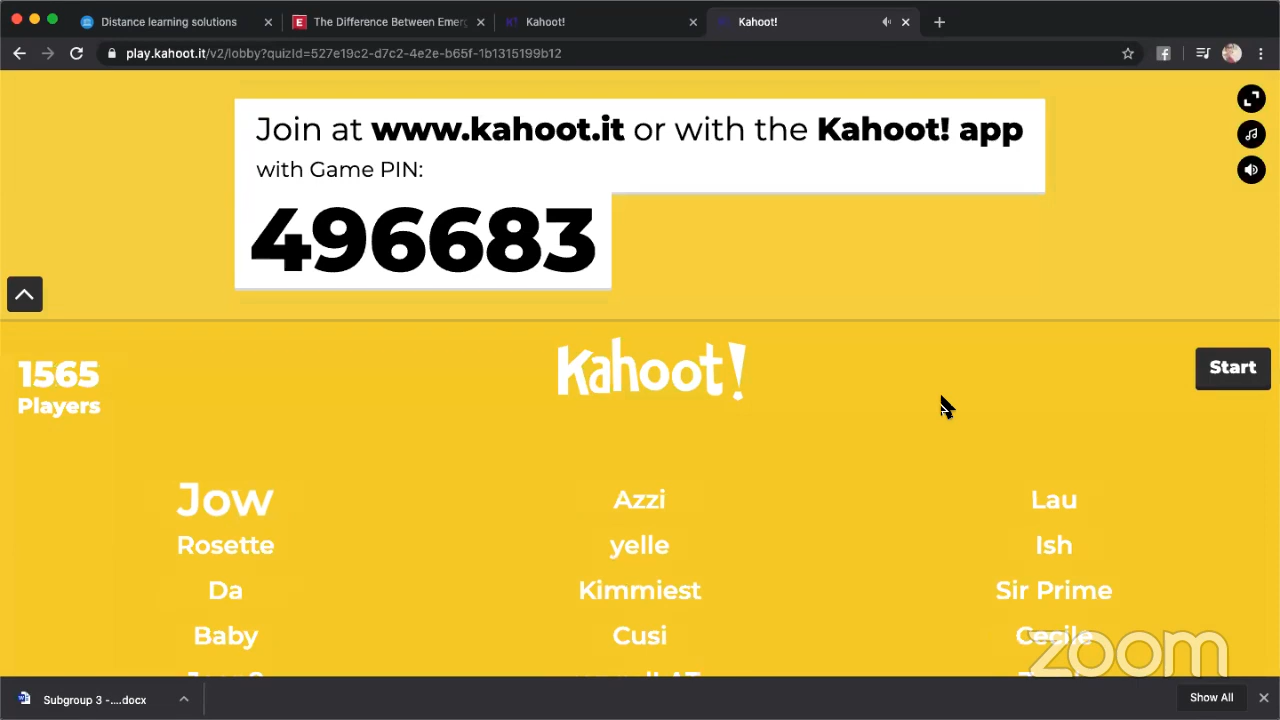 Distance learning solutions
The Difference Between Emerg
Kahoot!
Kahoot!
play.kahoot.it/v2/lobby?quizId=527e19c2-d7c2-4e2e-b65f-1b1315199b12
Join at www.kahoot.it or with the Kahoot! app
with Game PIN:
496683
1565
Players
Kahoot!
Start
Jow
Azzi
Lau
Rosette
yelle
Ish
Da
Kimmiest
Sir Prime
Baby
Cusi
Cecile
zoom
Subgroup 3 -....docx
Show All